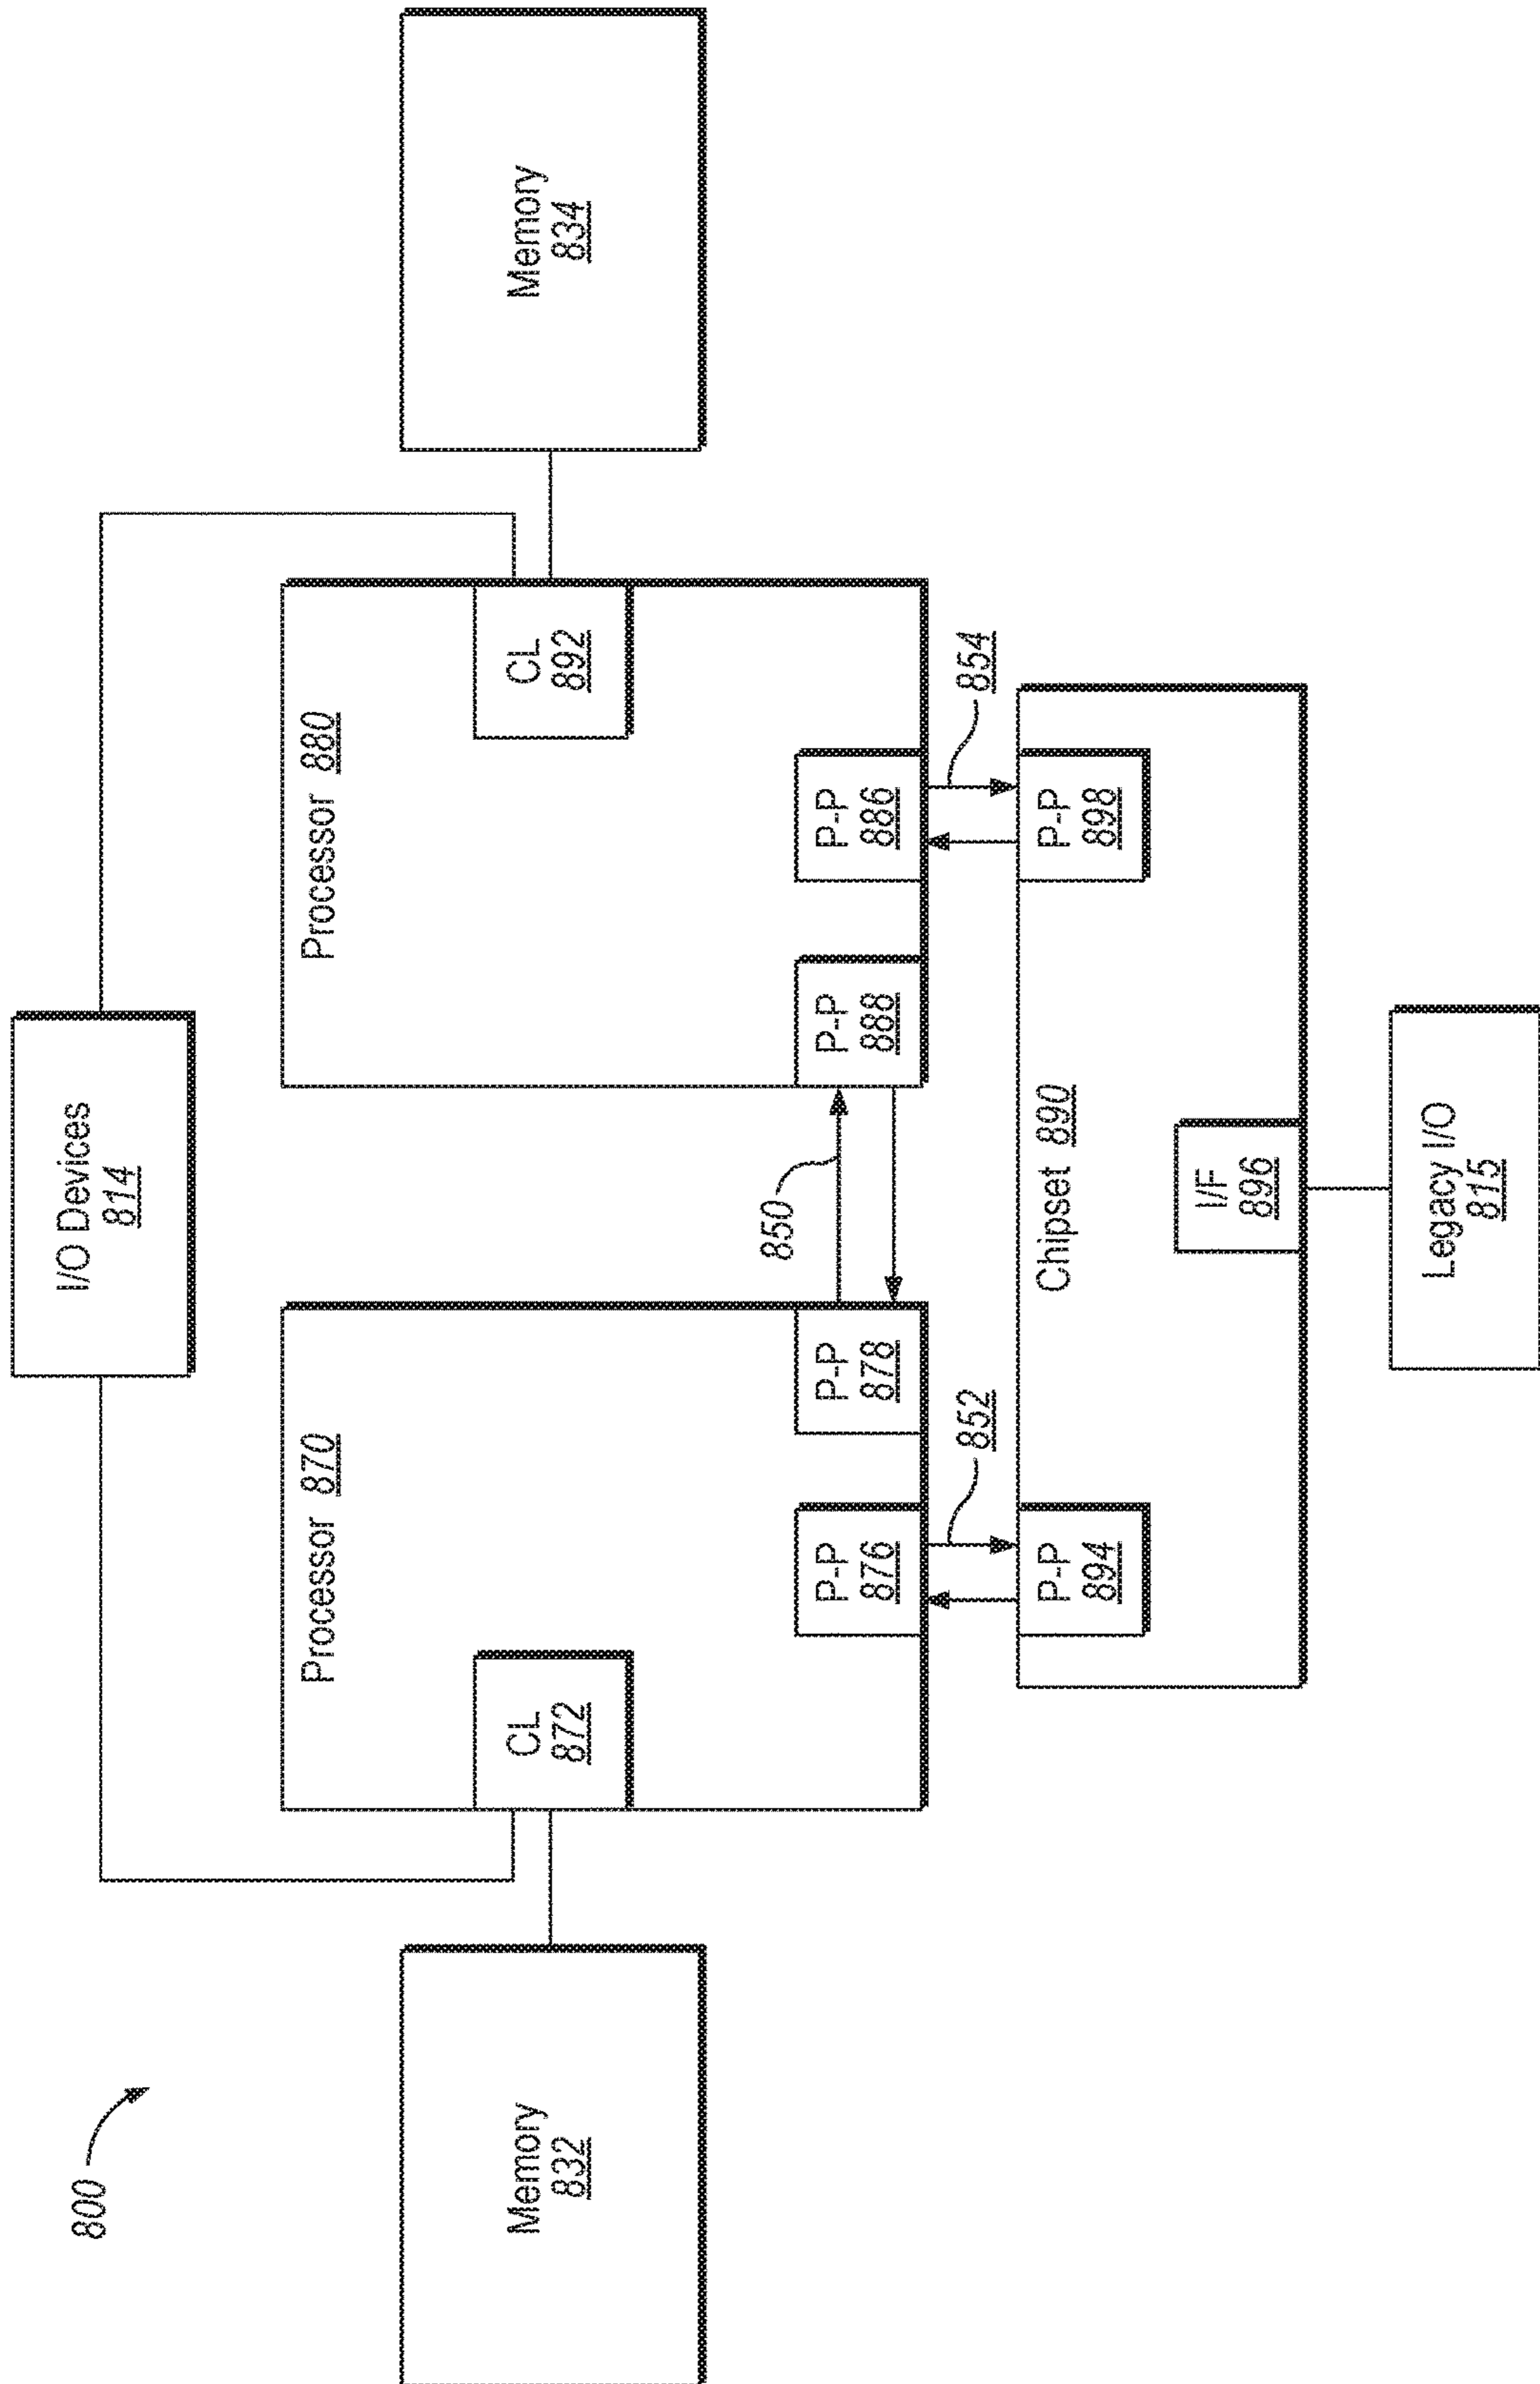 800
I/O Devices
814
Memory
832
Processor 870
CL
872
P-P
876
P-P
878
850
Processor 880
CL
892
P-P
888
P-P
886
Memory
834
852
854
P-P
894
Chipset 890
P-P
898
I/F
896
Legacy I/O
815